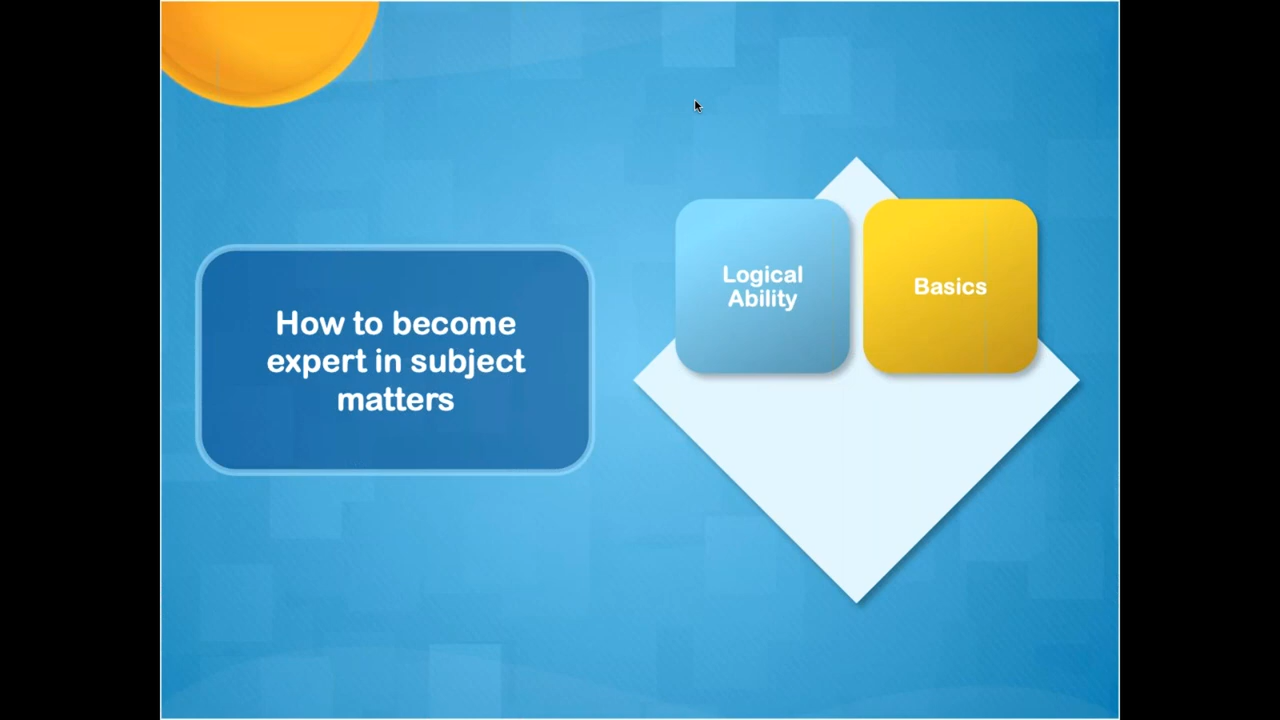 How to become
expert in subject
matters
Logical
Ability
Basics